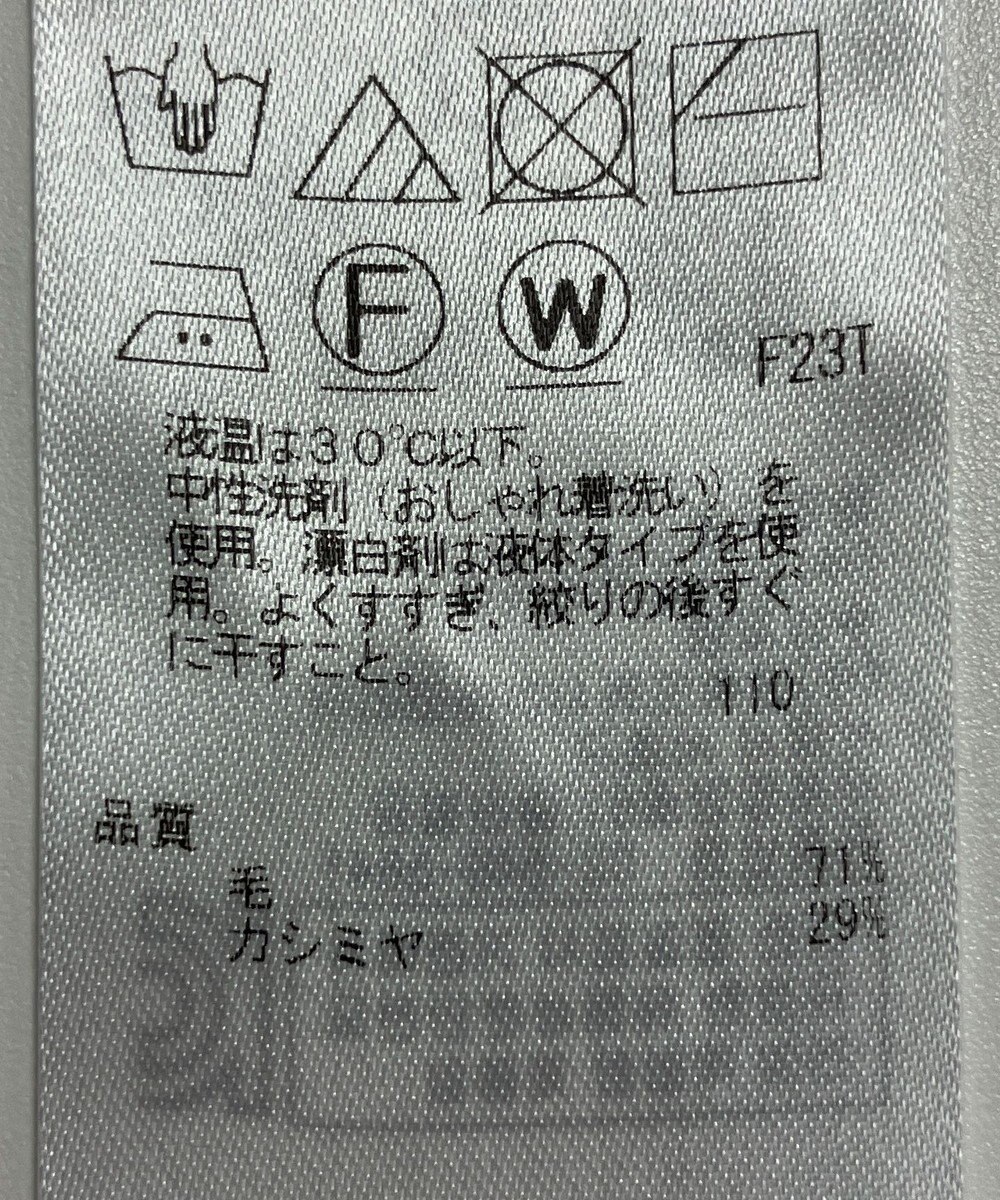 F
W
F23T
液温は30℃以下。
中性洗剤（おしゃれ着洗い）を
使用。漂白剤は液体タイプを使
用。よくすすぎ、絞りの後すぐ
に干すこと。
110
品質
毛 71%
カシミヤ 29%